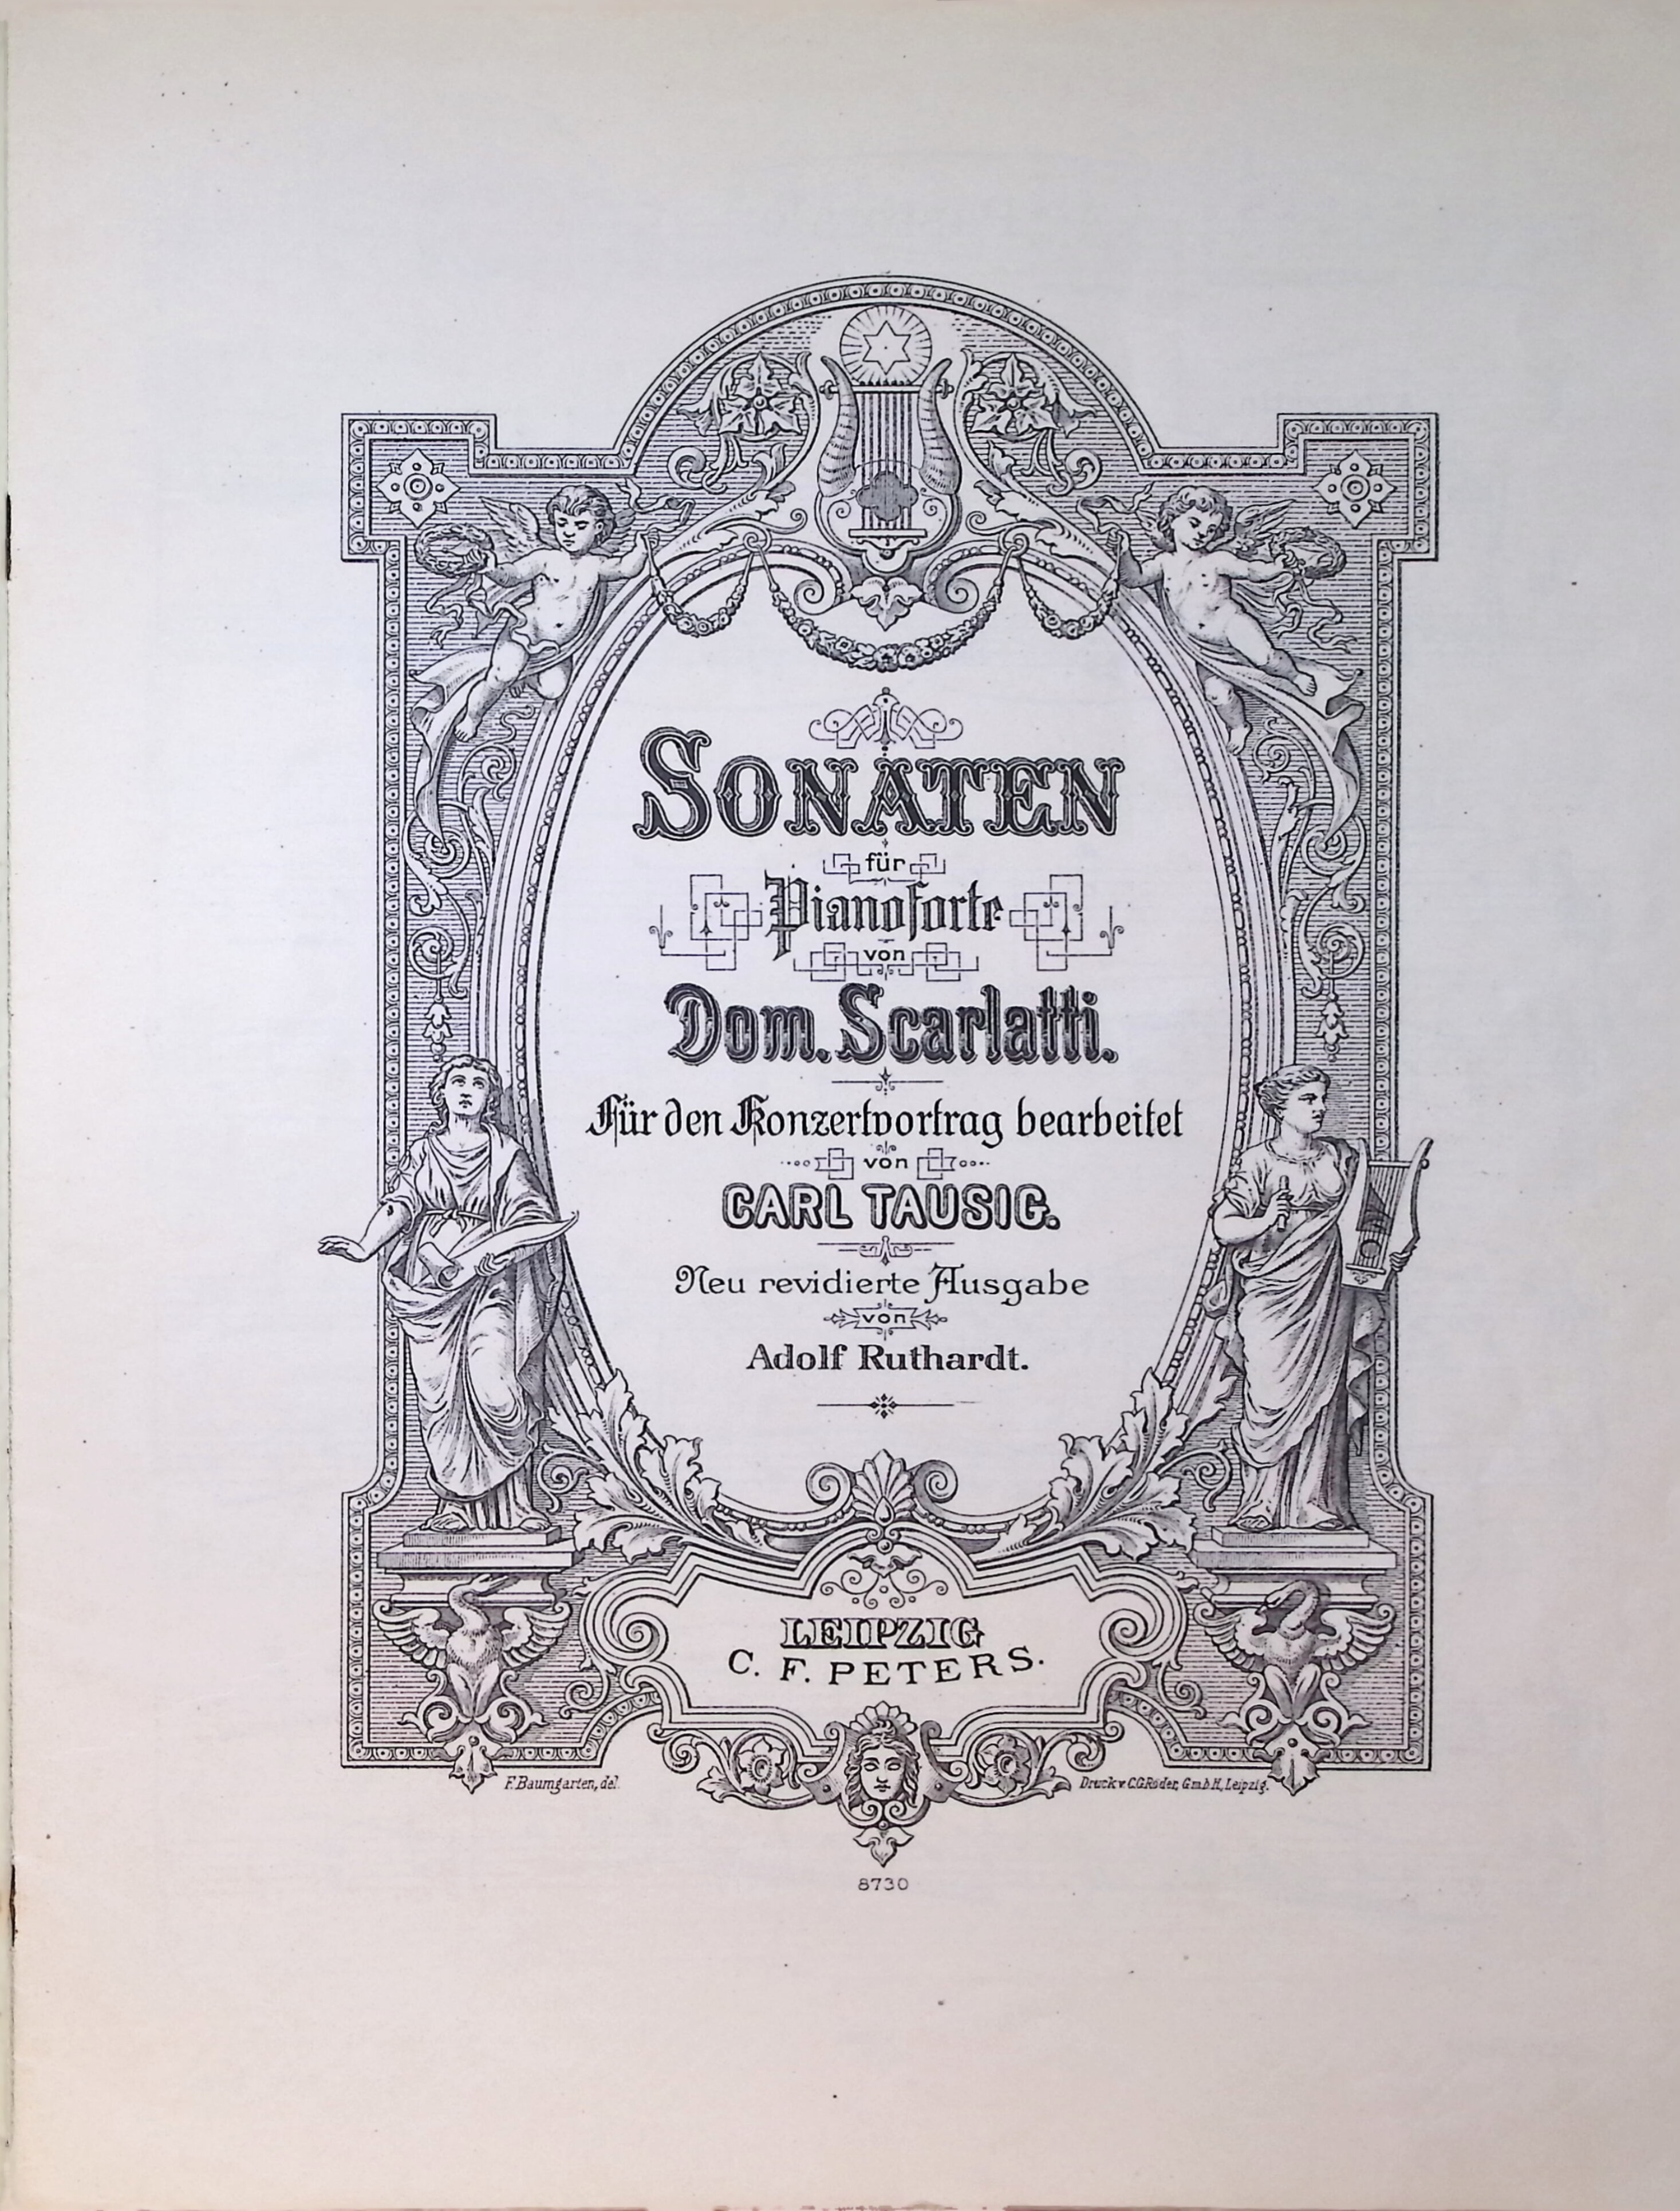 SONATEN
für
Pianoforte
von
Dom. Scarlatti.
Für den Konzertvortrag bearbeitet
von
CARL TAUSIG.
Neu revidierte Ausgabe
von
Adolf Ruthardt.
LEIPZIG
C. F. PETERS.
F. Baumgarten, del.
Druck v. C.G. Röder, G.m.b.H., Leipzig.
8730